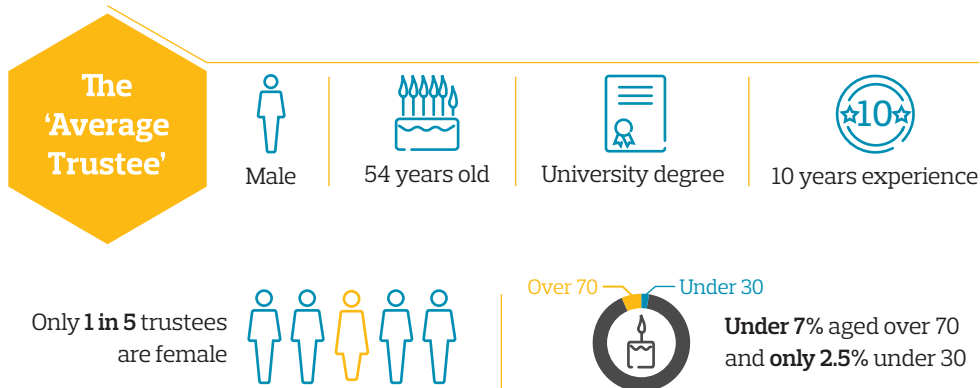 The
‘Average
Trustee’
Male
54 years old
University degree
10
10 years experience
Only 1 in 5 trustees
are female
Over 70
Under 30
Under 7% aged over 70
and only 2.5% under 30